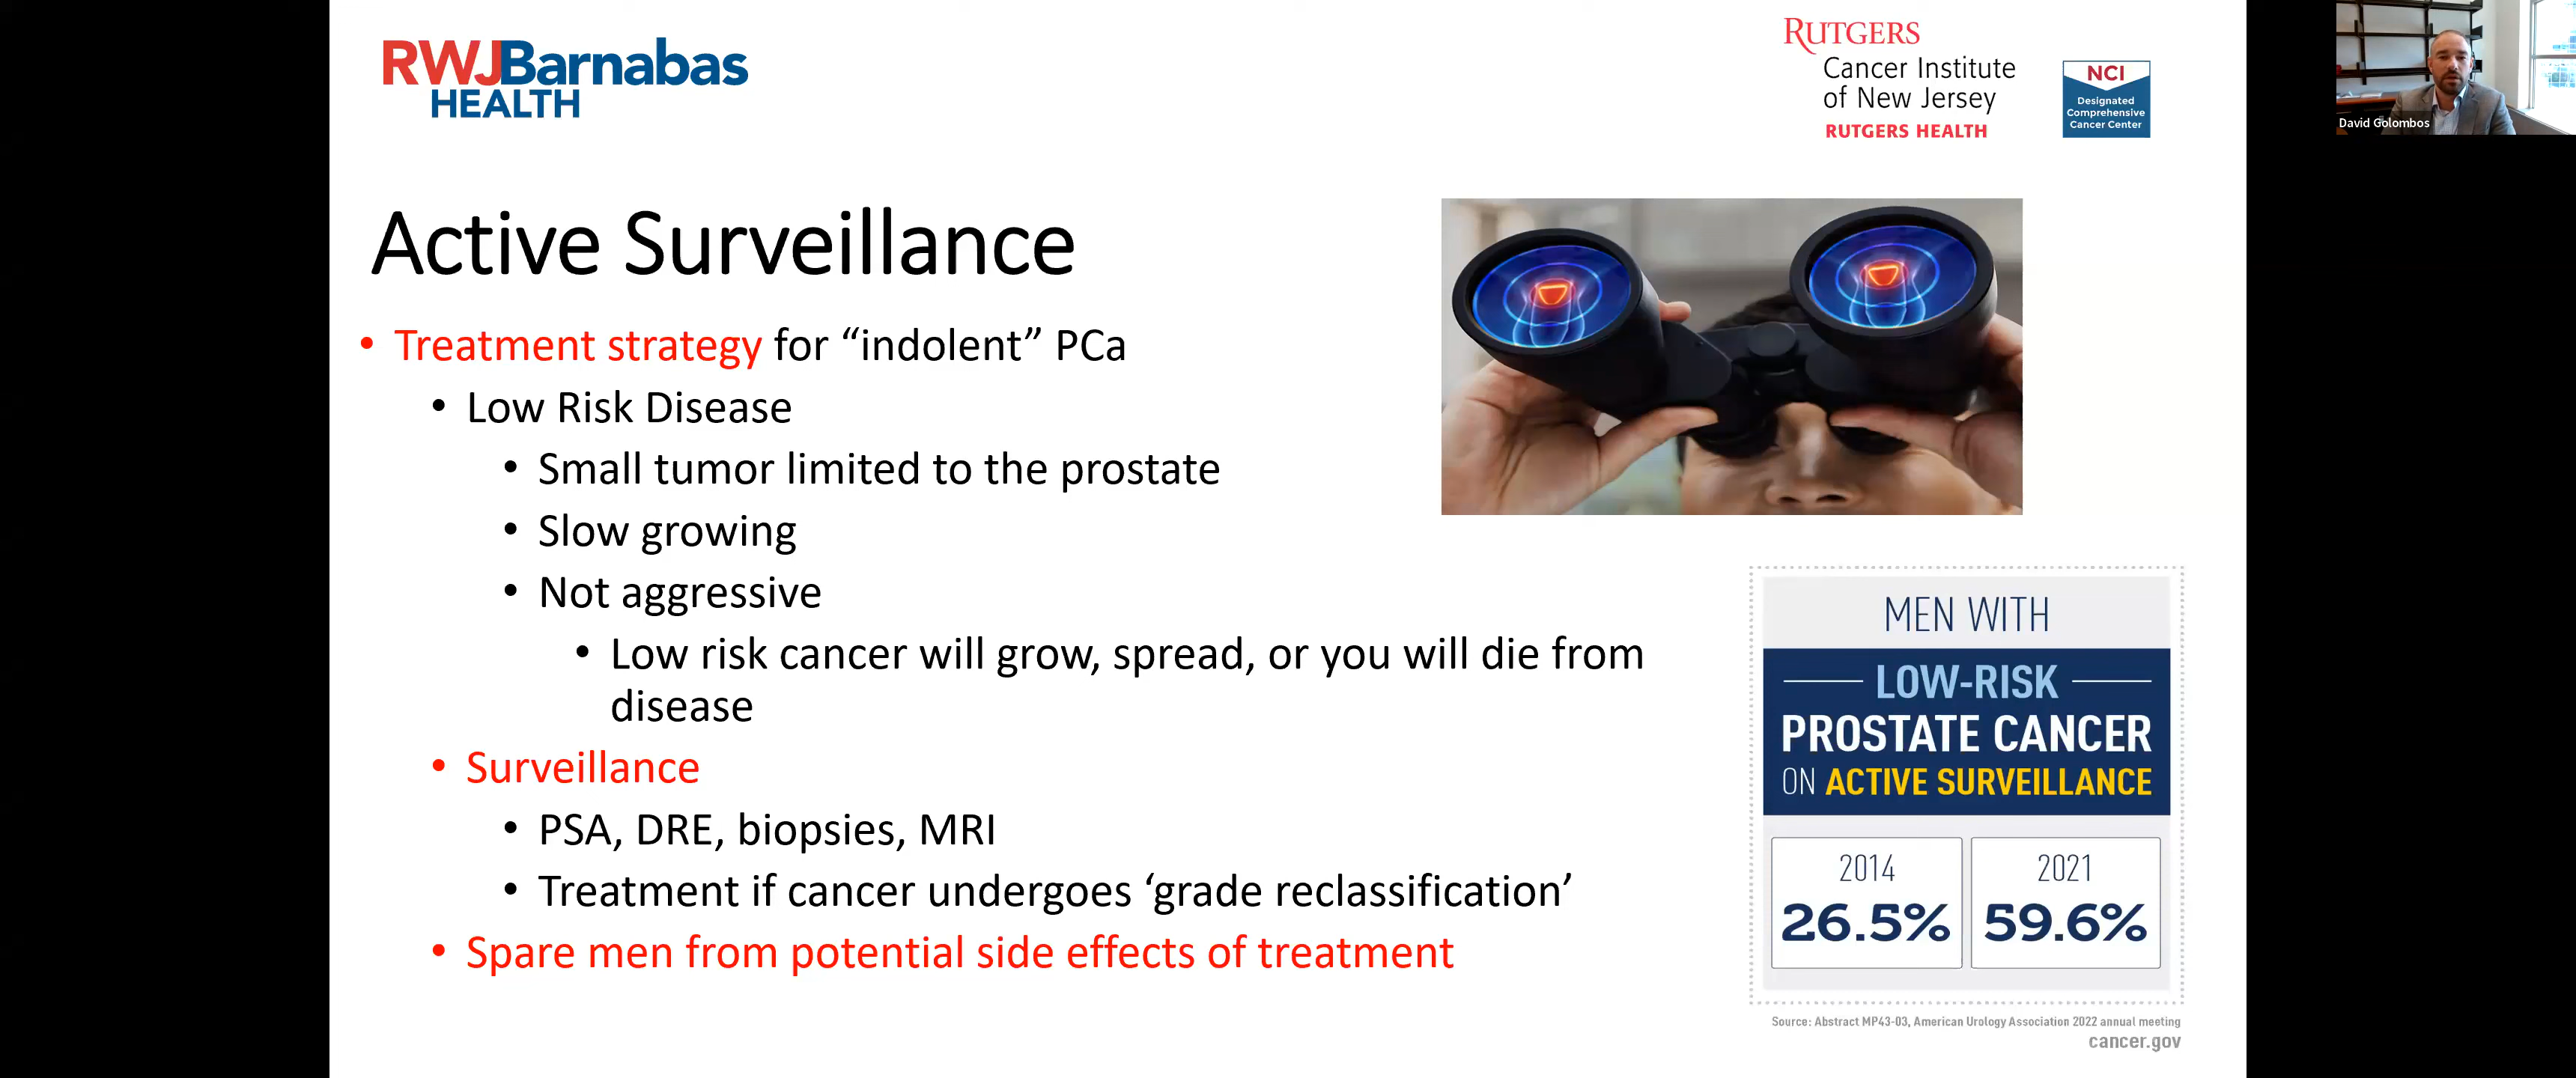 RWJBarnabas
HEALTH
RUTGERS
Cancer Institute
of New Jersey
RUTGERS HEALTH
NCI
Designated
Comprehensive
Cancer Center
David Golombos
Active Surveillance
• Treatment strategy for “indolent” PCa
• Low Risk Disease
• Small tumor limited to the prostate
• Slow growing
• Not aggressive
• Low risk cancer will grow, spread, or you will die from
disease
• Surveillance
• PSA, DRE, biopsies, MRI
• Treatment if cancer undergoes ‘grade reclassification’
• Spare men from potential side effects of treatment
MEN WITH
LOW-RISK
PROSTATE CANCER
ON ACTIVE SURVEILLANCE
2014
26.5%
2021
59.6%
Source: Abstract MP43-03, American Urology Association 2022 annual meeting
cancer.gov